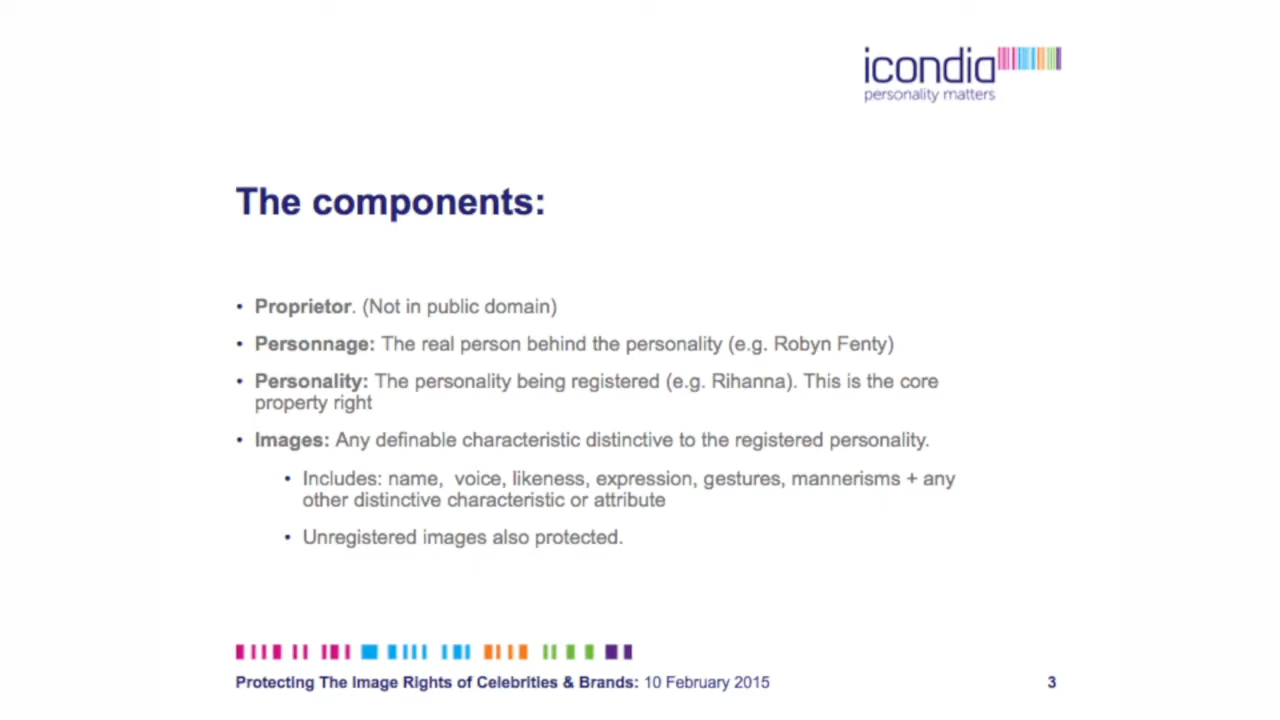 icondia
personality matters
The components:
• Proprietor. (Not in public domain)
• Personnage: The real person behind the personality (e.g. Robyn Fenty)
• Personality: The personality being registered (e.g. Rihanna). This is the core
property right
• Images: Any definable characteristic distinctive to the registered personality.
• Includes: name,  voice, likeness, expression, gestures, mannerisms + any
other distinctive characteristic or attribute
• Unregistered images also protected.
Protecting The Image Rights of Celebrities & Brands: 10 February 2015
3